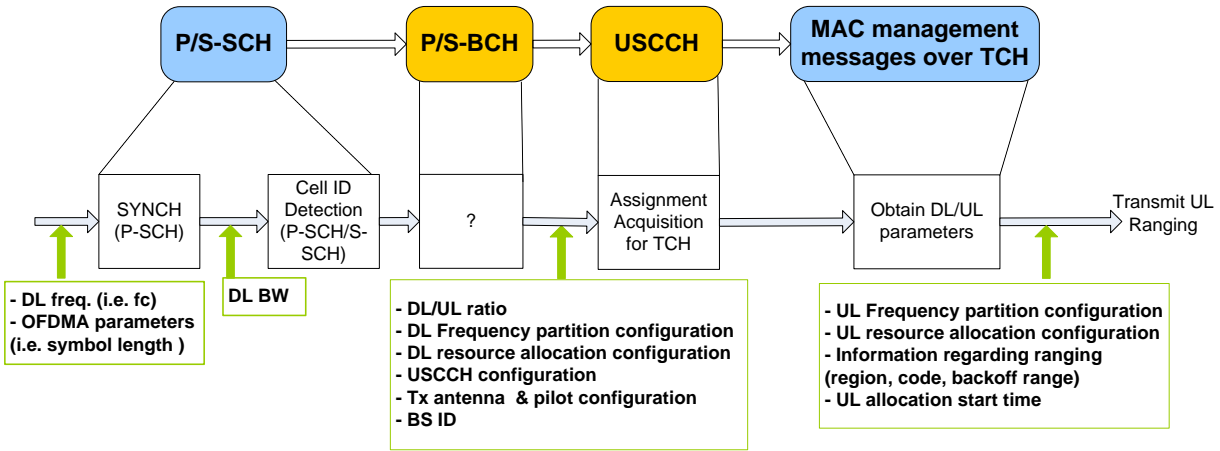 P/S-SCH
P/S-BCH
USCCH
MAC management
messages over TCH
SYNCH
(P-SCH)
Cell ID
Detection
(P-SCH/S-
SCH)
?
Assignment
Acquisition
for TCH
Obtain DL/UL
parameters
Transmit UL
Ranging
- DL freq. (i.e. fc)
- OFDMA parameters
(i.e. symbol length )
DL BW
- DL/UL ratio
- DL Frequency partition configuration
- DL resource allocation configuration
- USCCH configuration
- Tx antenna & pilot configuration
- BS ID
- UL Frequency partition configuration
- UL resource allocation configuration
- Information regarding ranging
(region, code, backoff range)
- UL allocation start time